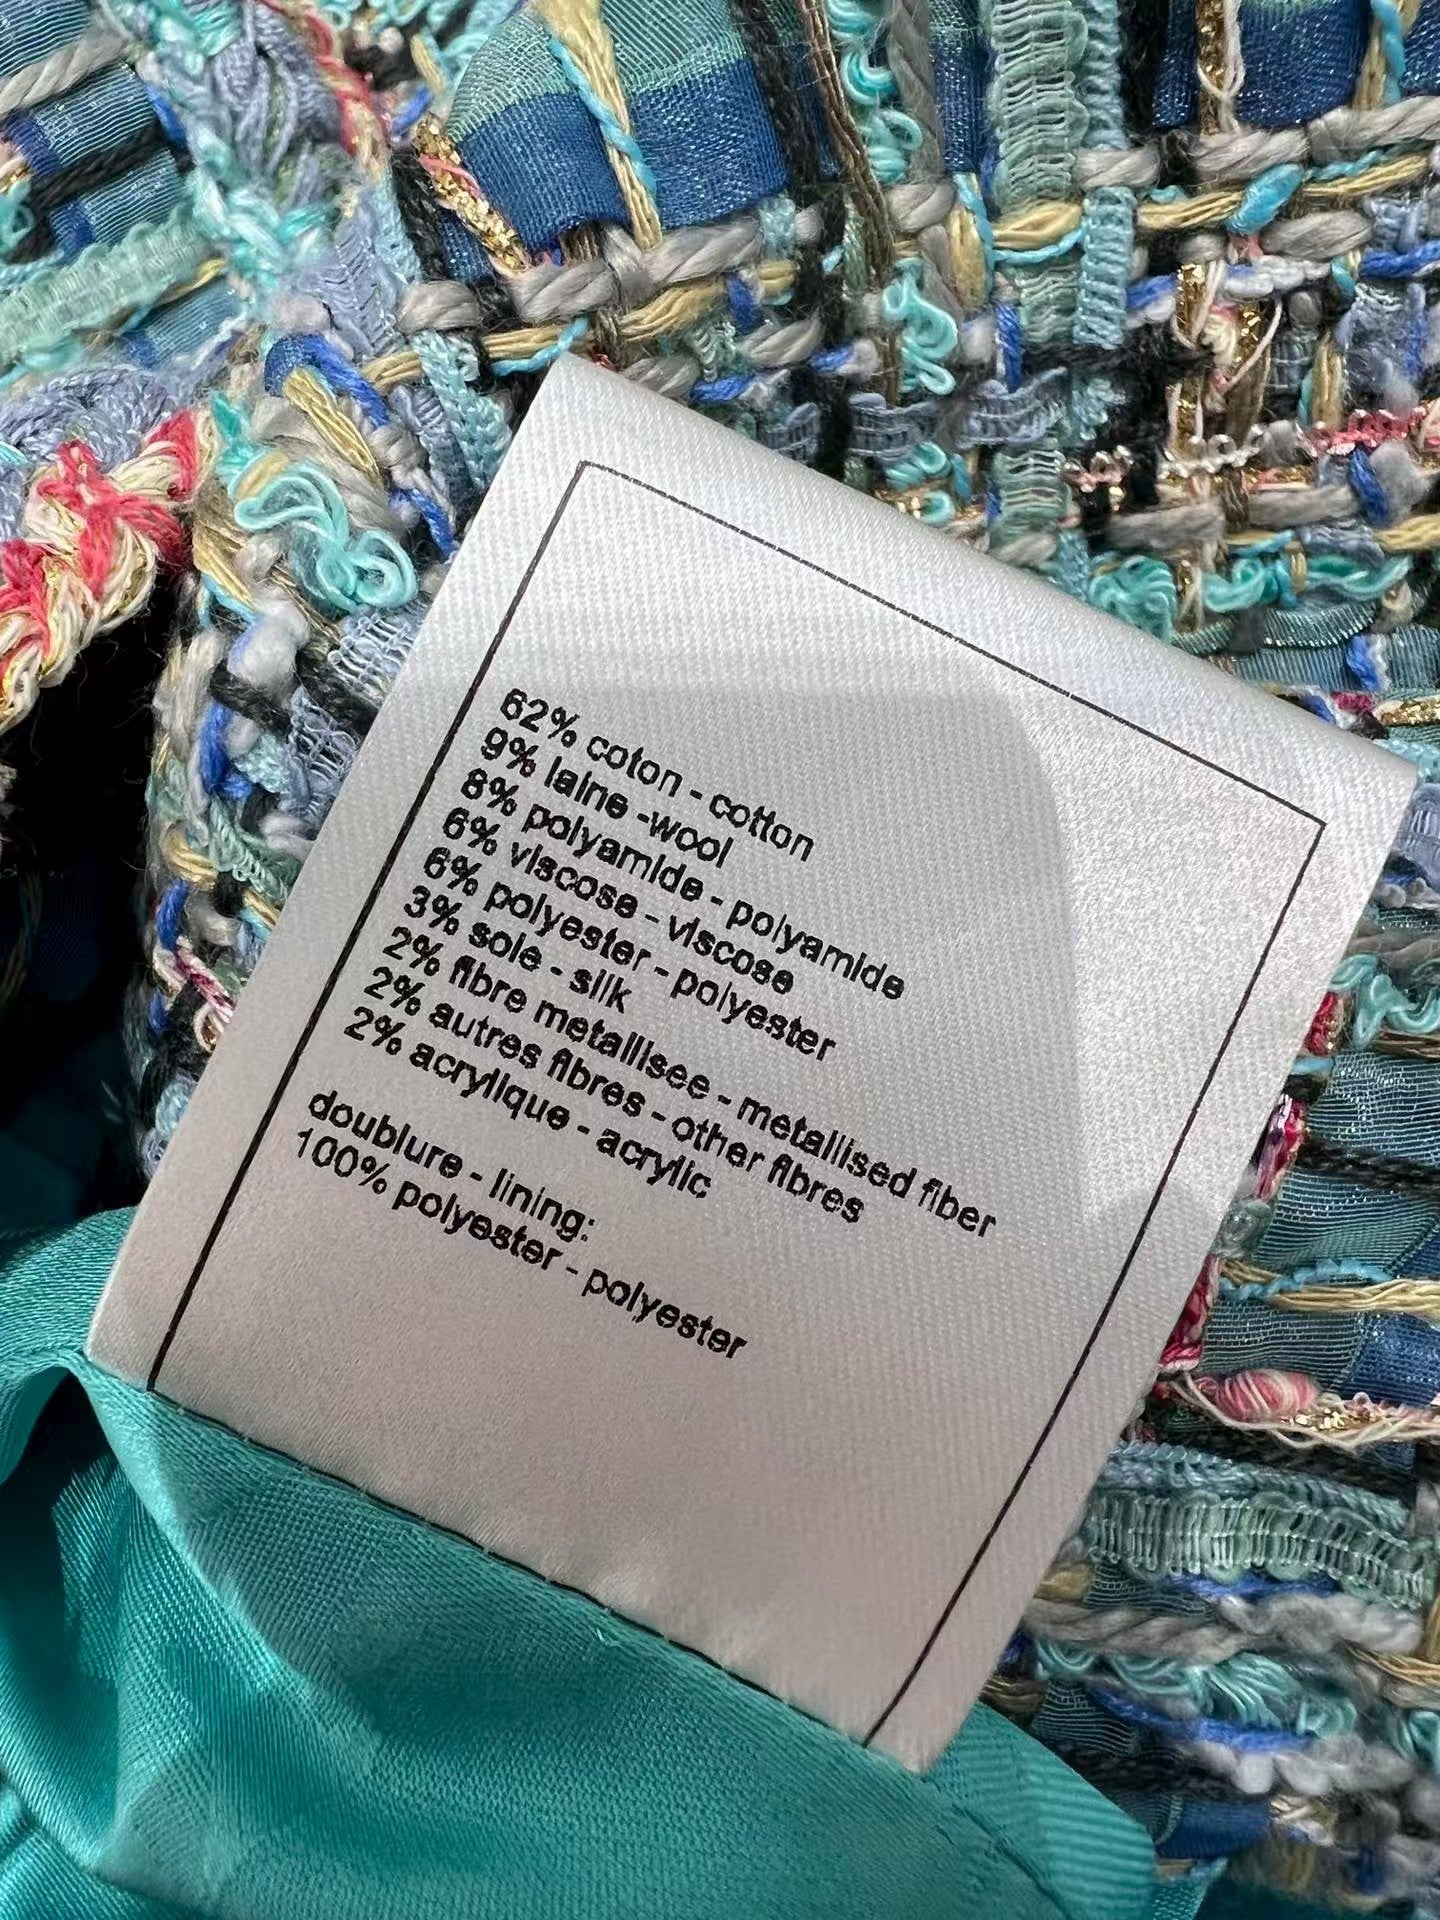 62% coton - cotton
9% laine -wool
8% polyamide - polyamide
6% viscose - viscose
6% polyester - polyester
3% soie - silk
2% fibre metallisee - metallised fiber
2% autres fibres - other fibres
2% acrylique - acrylic
doublure - lining:
100% polyester - polyester